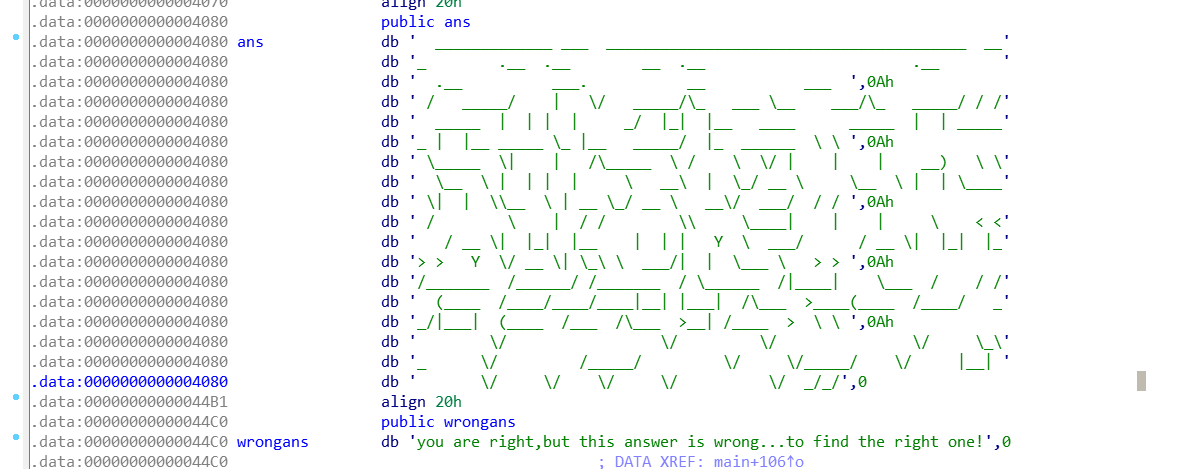 .data:0000000000004070                 align 20h
.data:0000000000004080                 public ans
.data:0000000000004080 ans             db '  _____________ ___  ________________________________________  __'
.data:0000000000004080                 db '_        .__  .__        __  .__                       .__       '
.data:0000000000004080                 db '  .__          ___.           __           ___  ',0Ah
.data:0000000000004080                 db ' /   _____/    |   \/   _____/\_   ___ \__    ___/\_   _____/ / /'
.data:0000000000004080                 db '  _____  |  | |  |     _/  |_|  |__   ____      _____  |  | _____'
.data:0000000000004080                 db '_ |  |__ _____ \_ |__   _____/  |_  ______  \ \ ',0Ah
.data:0000000000004080                 db ' \_____  \|    |   /\_____  \ /    \  \/ |    |    |    __)   \ \'
.data:0000000000004080                 db '  \__  \ |  | |  |     \   __\  |  \_/ __ \     \__  \ |  | \____'
.data:0000000000004080                 db ' \|  |  \\__  \ | __ \_/ __ \   __\/  ___/  / / ',0Ah
.data:0000000000004080                 db ' /        \    |  / /        \\     \____|    |    |     \    < <'
.data:0000000000004080                 db '   / __ \|  |_|  |__    |  | |   Y  \  ___/      / __ \|  |_|  |_'
.data:0000000000004080                 db '> >   Y  \/ __ \| \_\ \  ___/|  |  \___ \   > > ',0Ah
.data:0000000000004080                 db '/_______  /______/ /_______  / \______  /|____|    \___  /    / /'
.data:0000000000004080                 db '  (____  /____/____/____|__| |___|  /\___  >____(____  /____/   _'
.data:0000000000004080                 db '_/|___|  (____  /___  /\___  >__| /____  >  \ \ ',0Ah
.data:0000000000004080                 db '        \/                 \/         \/               \/     \_\'
.data:0000000000004080                 db '_      \/         /_____/         \/     \/_____/    \/     |__| '
.data:0000000000004080                 db '       \/     \/    \/     \/          \/  _/_/',0
.data:00000000000044B1                 align 20h
.data:00000000000044C0                 public wrongans
.data:00000000000044C0 wrongans        db 'you are right,but this answer is wrong...to find the right one!',0
.data:00000000000044C0                                         ; DATA XREF: main+106↑o